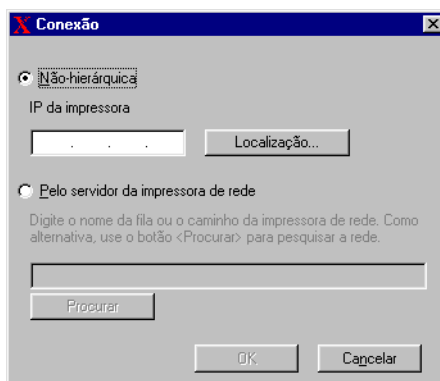 X Conexão
Não-hierárquica
IP da impressora
. . .
Localização...
Pelo servidor da impressora de rede
Digite o nome da fila ou o caminho da impressora de rede. Como
alternativa, use o botão <Procurar> para pesquisar a rede.
Procurar
OK
Cancelar